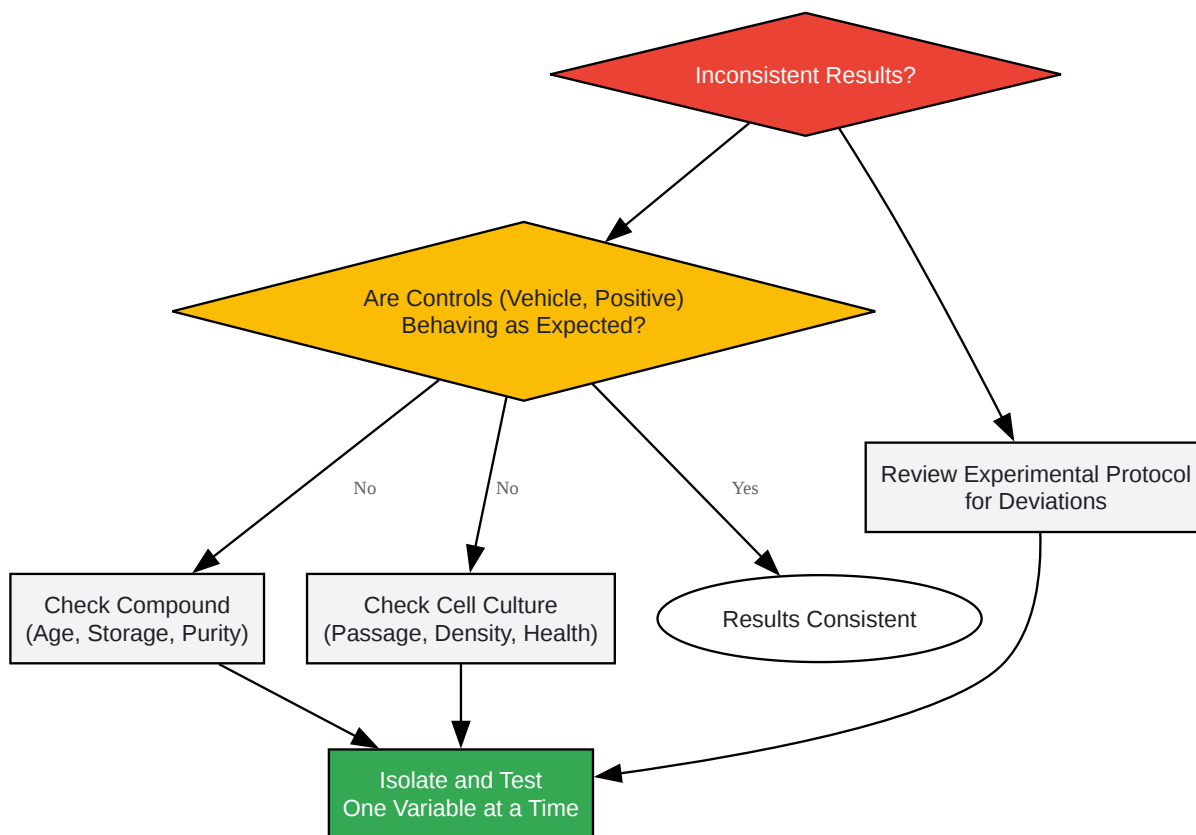 Inconsistent Results?
Are Controls (Vehicle, Positive)
Behaving as Expected?
Review Experimental Protocol
for Deviations
No
No
Yes
Check Compound
(Age, Storage, Purity)
Check Cell Culture
(Passage, Density, Health)
Results Consistent
Isolate and Test
One Variable at a Time